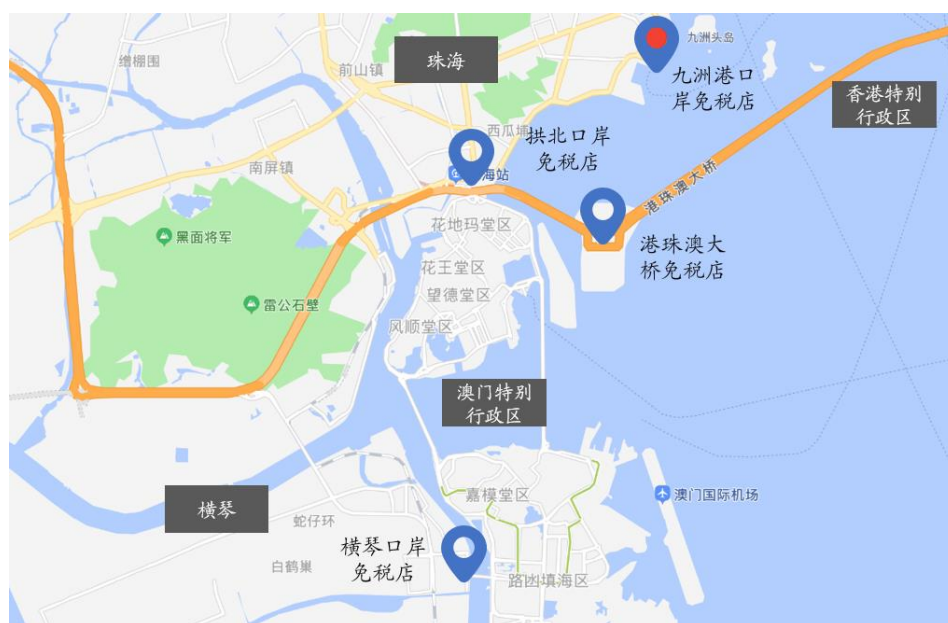 九洲头岛
珠海
缯棚围
前山镇
九洲港口
岸免税店
香港特别
行政区
西瓜埔
拱北口岸
免税店
南屏镇
海站
港珠澳大桥
花地玛堂区
黑面将军
港珠澳大
桥免税店
花王堂区
望德堂区
雷公石壁
风顺堂区
澳门特别
行政区
嘉模堂区
澳门国际机场
横琴
蛇仔环
横琴口岸
免税店
白鹤巢
路凼填海区